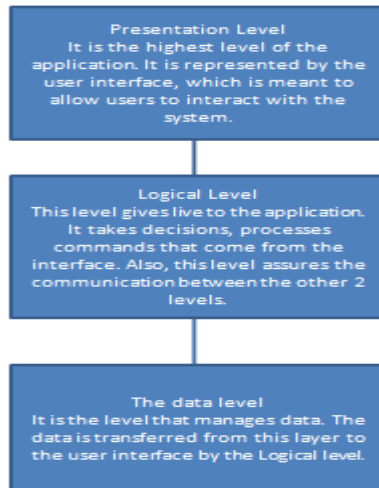 Presentation Level
It is the highest level of the
application. It is represented by the
user interface, which is meant to
allow users to interact with the
system.
Logical Level
This level gives live to the application.
It takes decisions, processes
commands that come from the
interface. Also, this level assures the
communication between the other 2
levels.
The data level
It is the level that manages data. The
data is transferred from this layer to
the user interface by the Logical level.